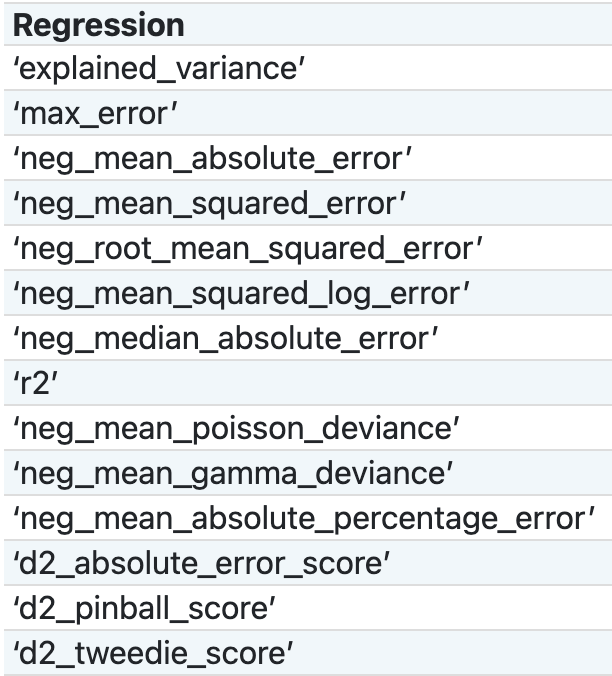 Regression
‘explained_variance’
‘max_error’
‘neg_mean_absolute_error’
‘neg_mean_squared_error’
‘neg_root_mean_squared_error’
‘neg_mean_squared_log_error’
‘neg_median_absolute_error’
‘r2’
‘neg_mean_poisson_deviance’
‘neg_mean_gamma_deviance’
‘neg_mean_absolute_percentage_error’
‘d2_absolute_error_score’
‘d2_pinball_score’
‘d2_tweedie_score’